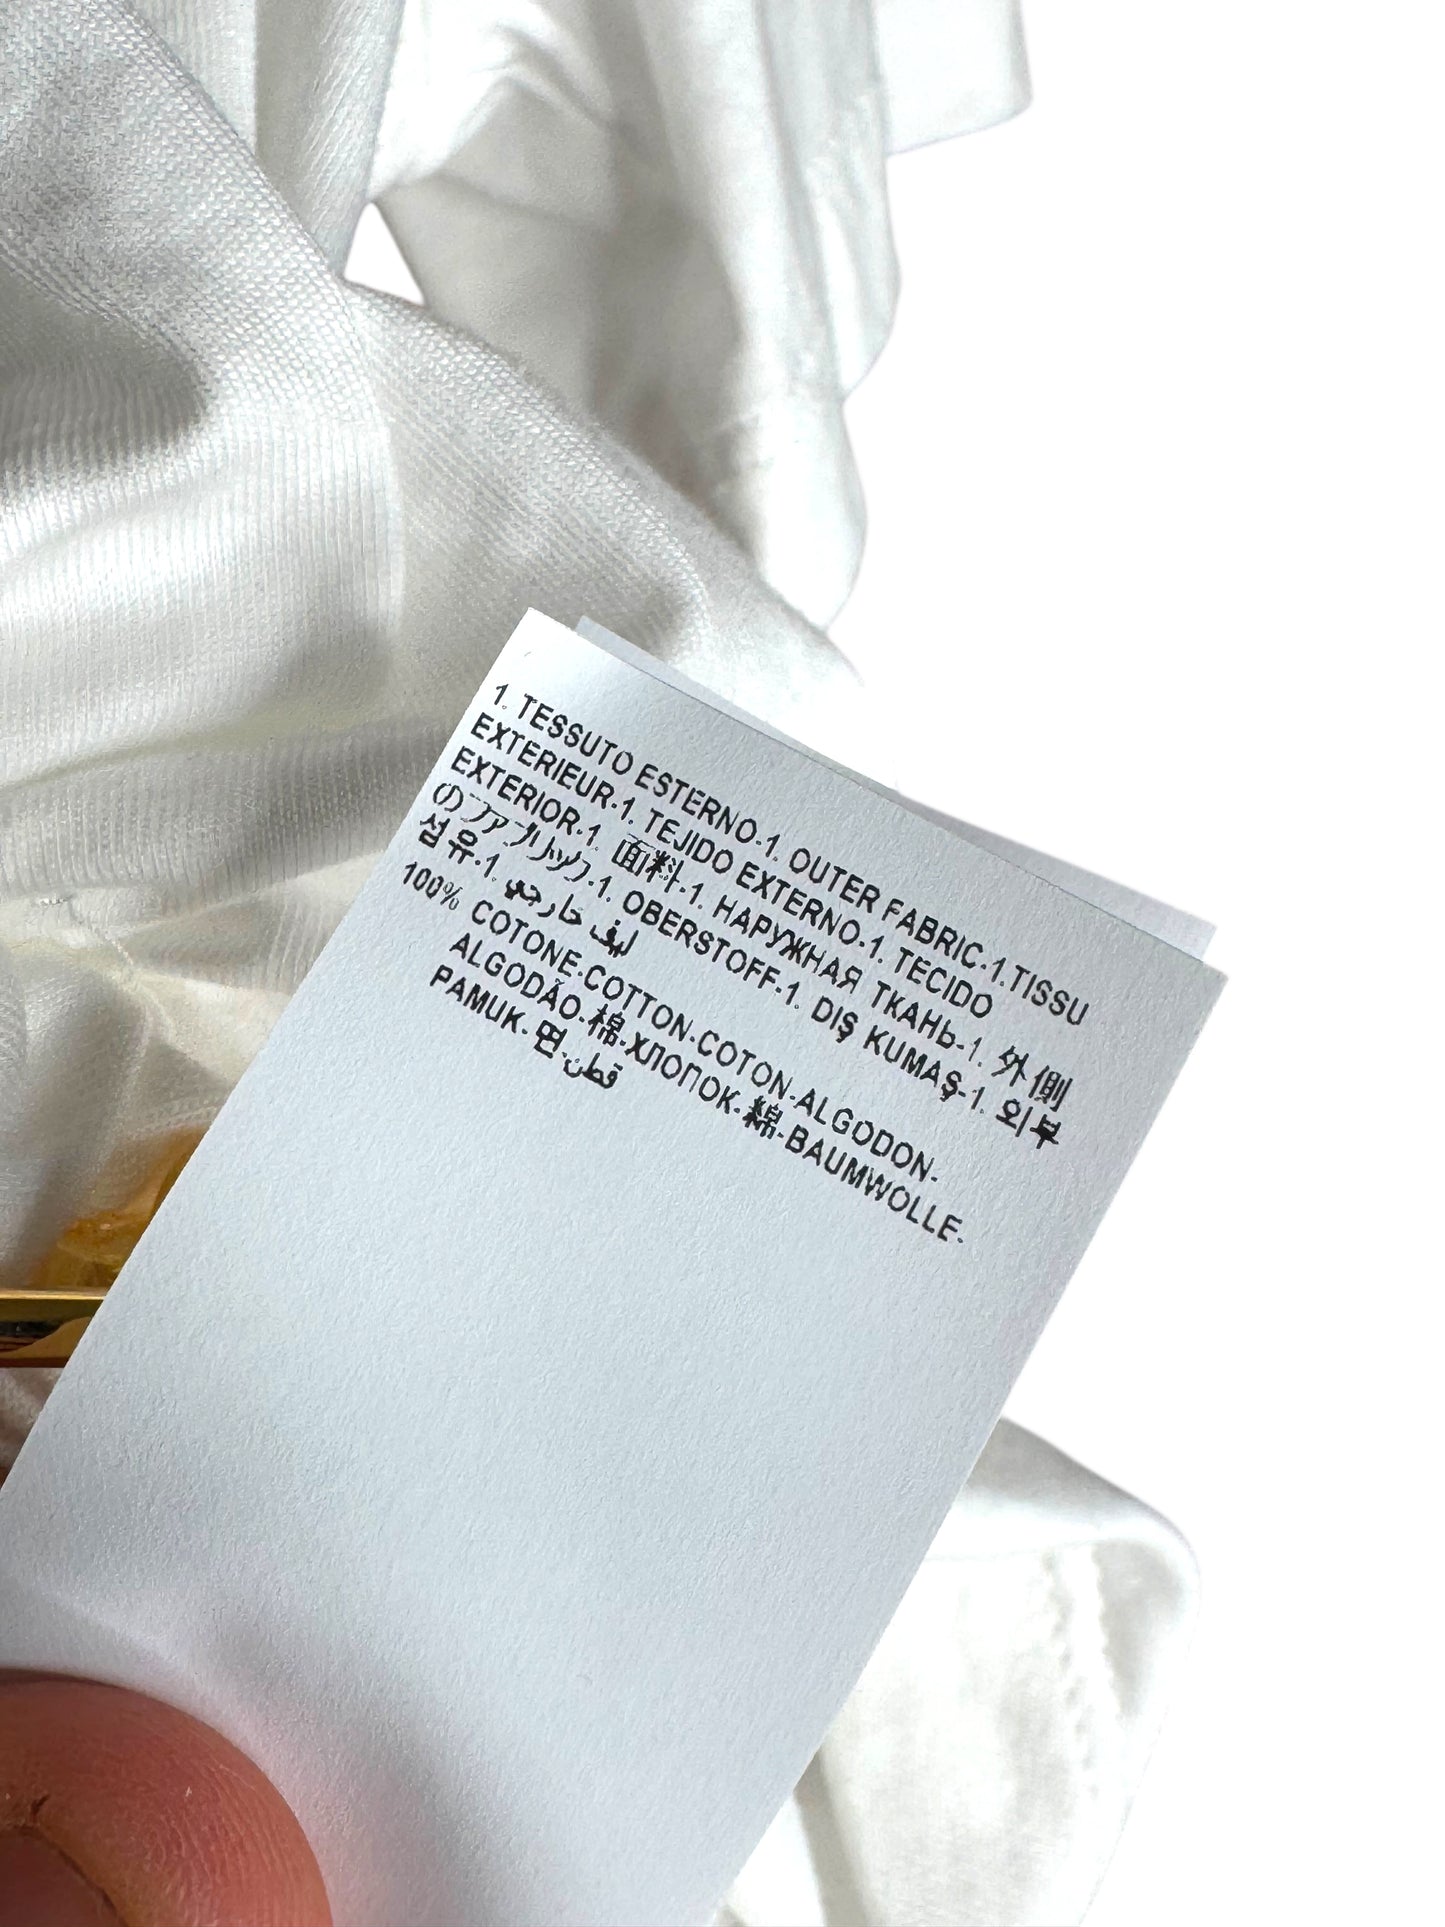 1. TESSUTO ESTERNO-1. OUTER FABRIC-1.TISSU
EXTERIEUR-1. TEJIDO EXTERNO-1. TECIDO
EXTERIOR-1. 面料-1. НАРУЖНАЯ ТКАНЬ-1. 外側
のファブリック-1. OBERSTOFF-1. DIŞ KUMAŞ-1. 외부
섬유-1. ليف خارجي
100% COTONE-COTTON-COTON-ALGODON-
ALGODÃO-棉-ХЛОПОК-綿-BAUMWOLLE-
PAMUK-면-قطن